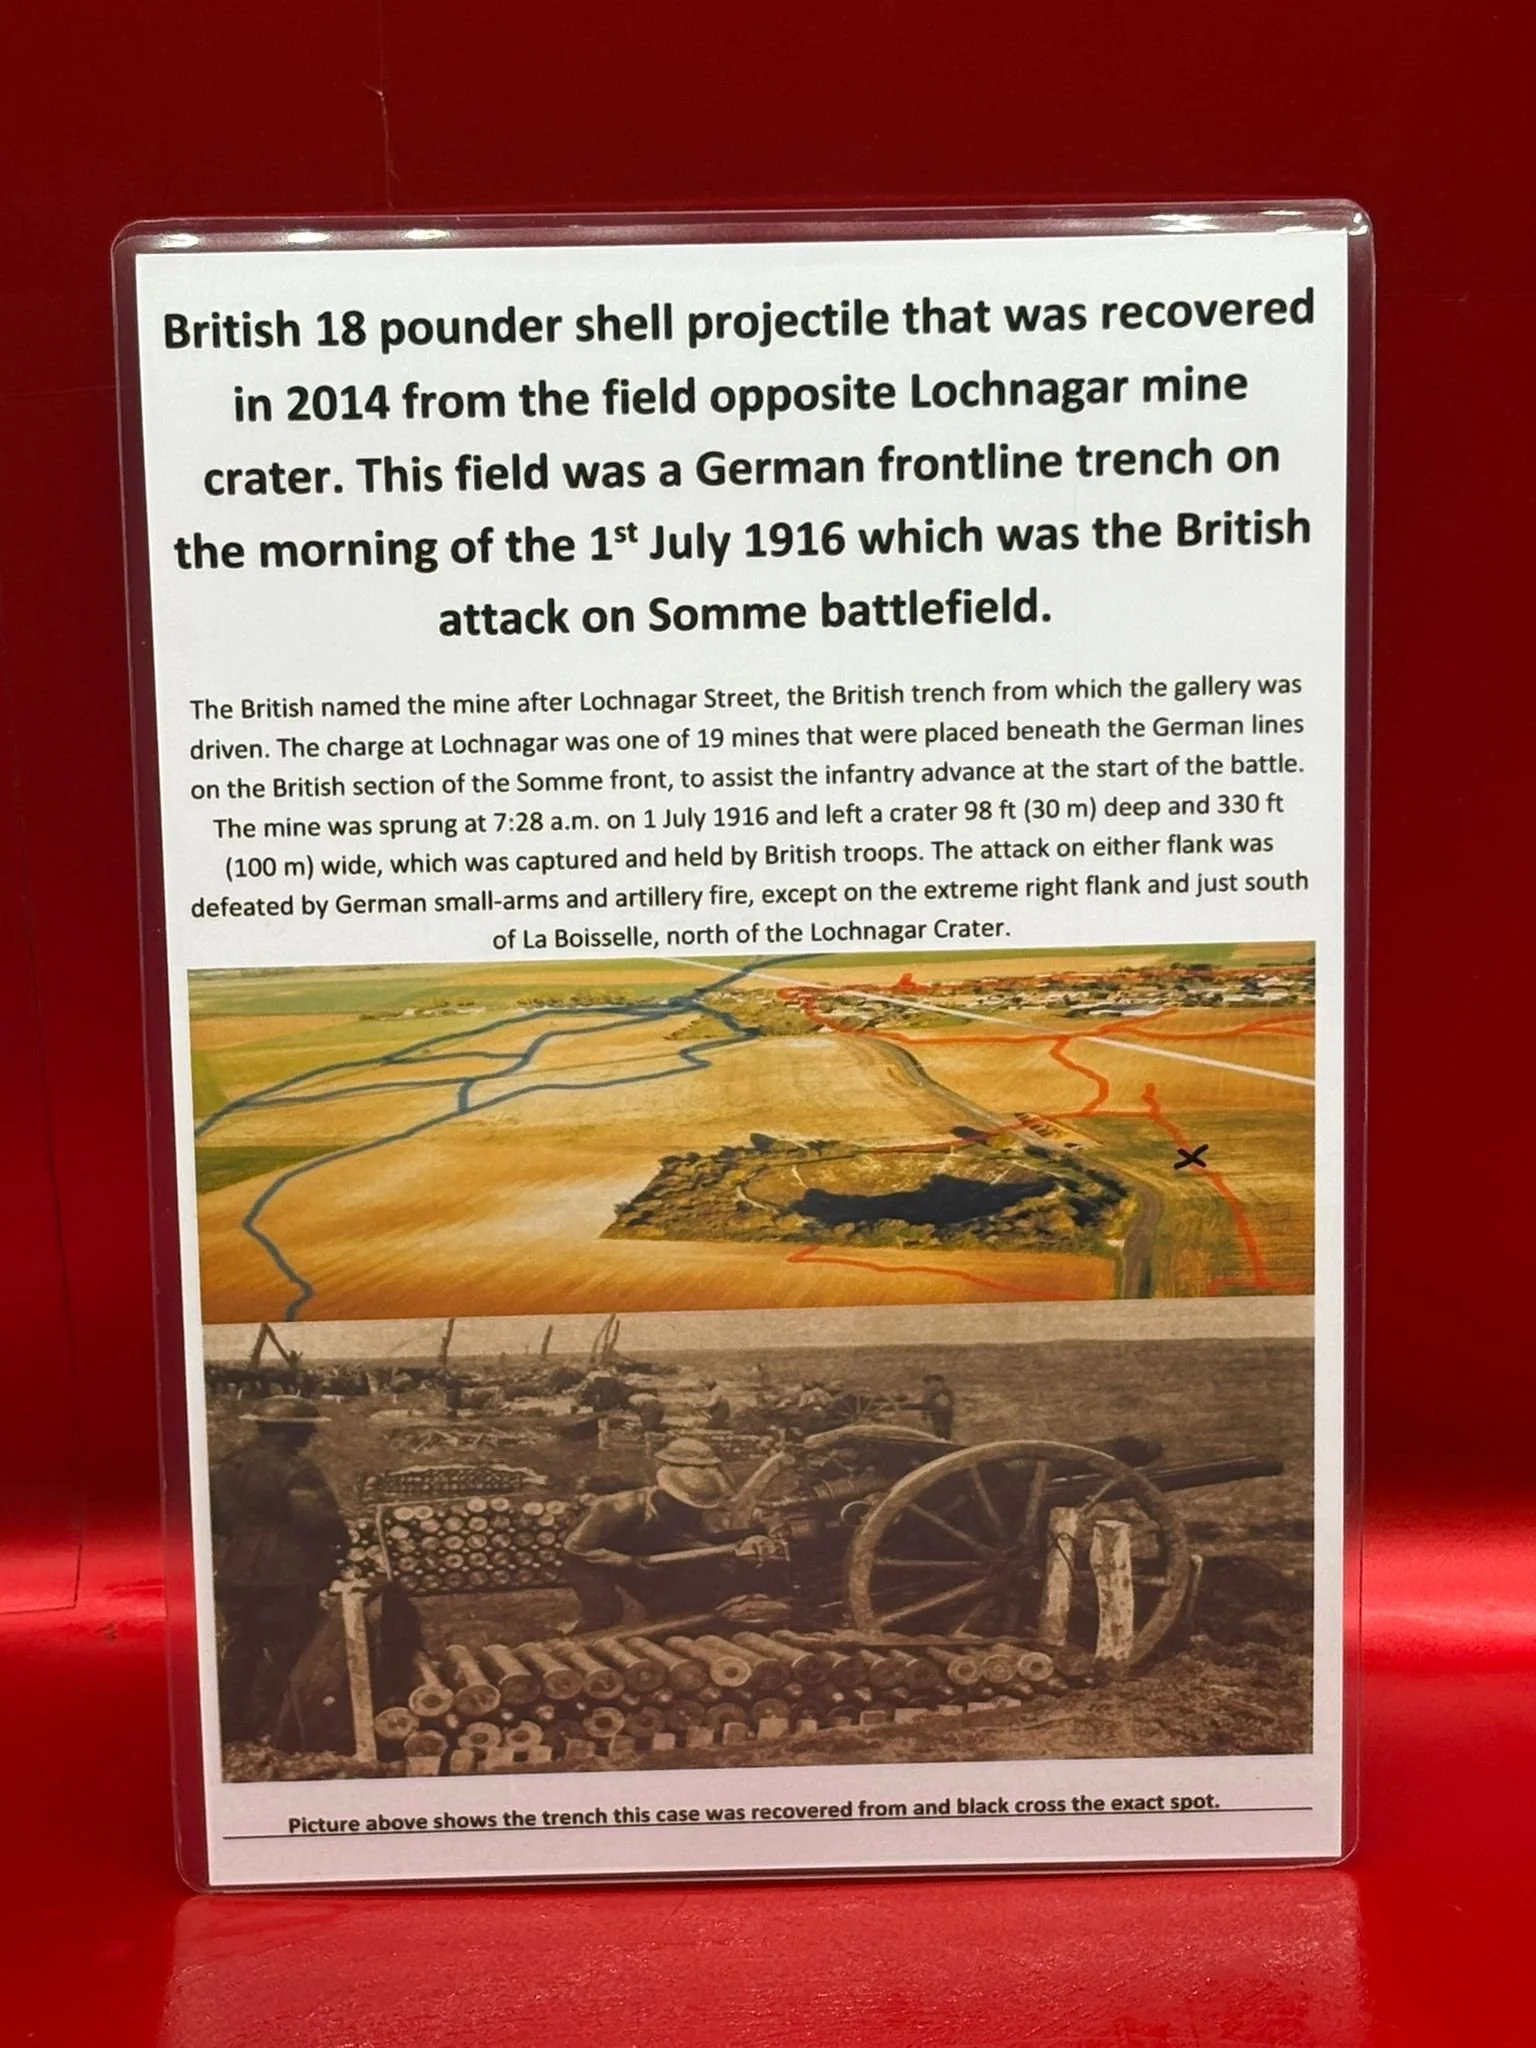 British 18 pounder shell projectile that was recovered
in 2014 from the field opposite Lochnagar mine
crater. This field was a German frontline trench on
the morning of the 1st July 1916 which was the British
attack on Somme battlefield.
The British named the mine after Lochnagar Street, the British trench from which the gallery was
driven. The charge at Lochnagar was one of 19 mines that were placed beneath the German lines
on the British section of the Somme front, to assist the infantry advance at the start of the battle.
The mine was sprung at 7:28 a.m. on 1 July 1916 and left a crater 98 ft (30 m) deep and 330 ft
(100 m) wide, which was captured and held by British troops. The attack on either flank was
defeated by German small-arms and artillery fire, except on the extreme right flank and just south
of La Boisselle, north of the Lochnagar Crater.
Picture above shows the trench this case was recovered from and black cross the exact spot.